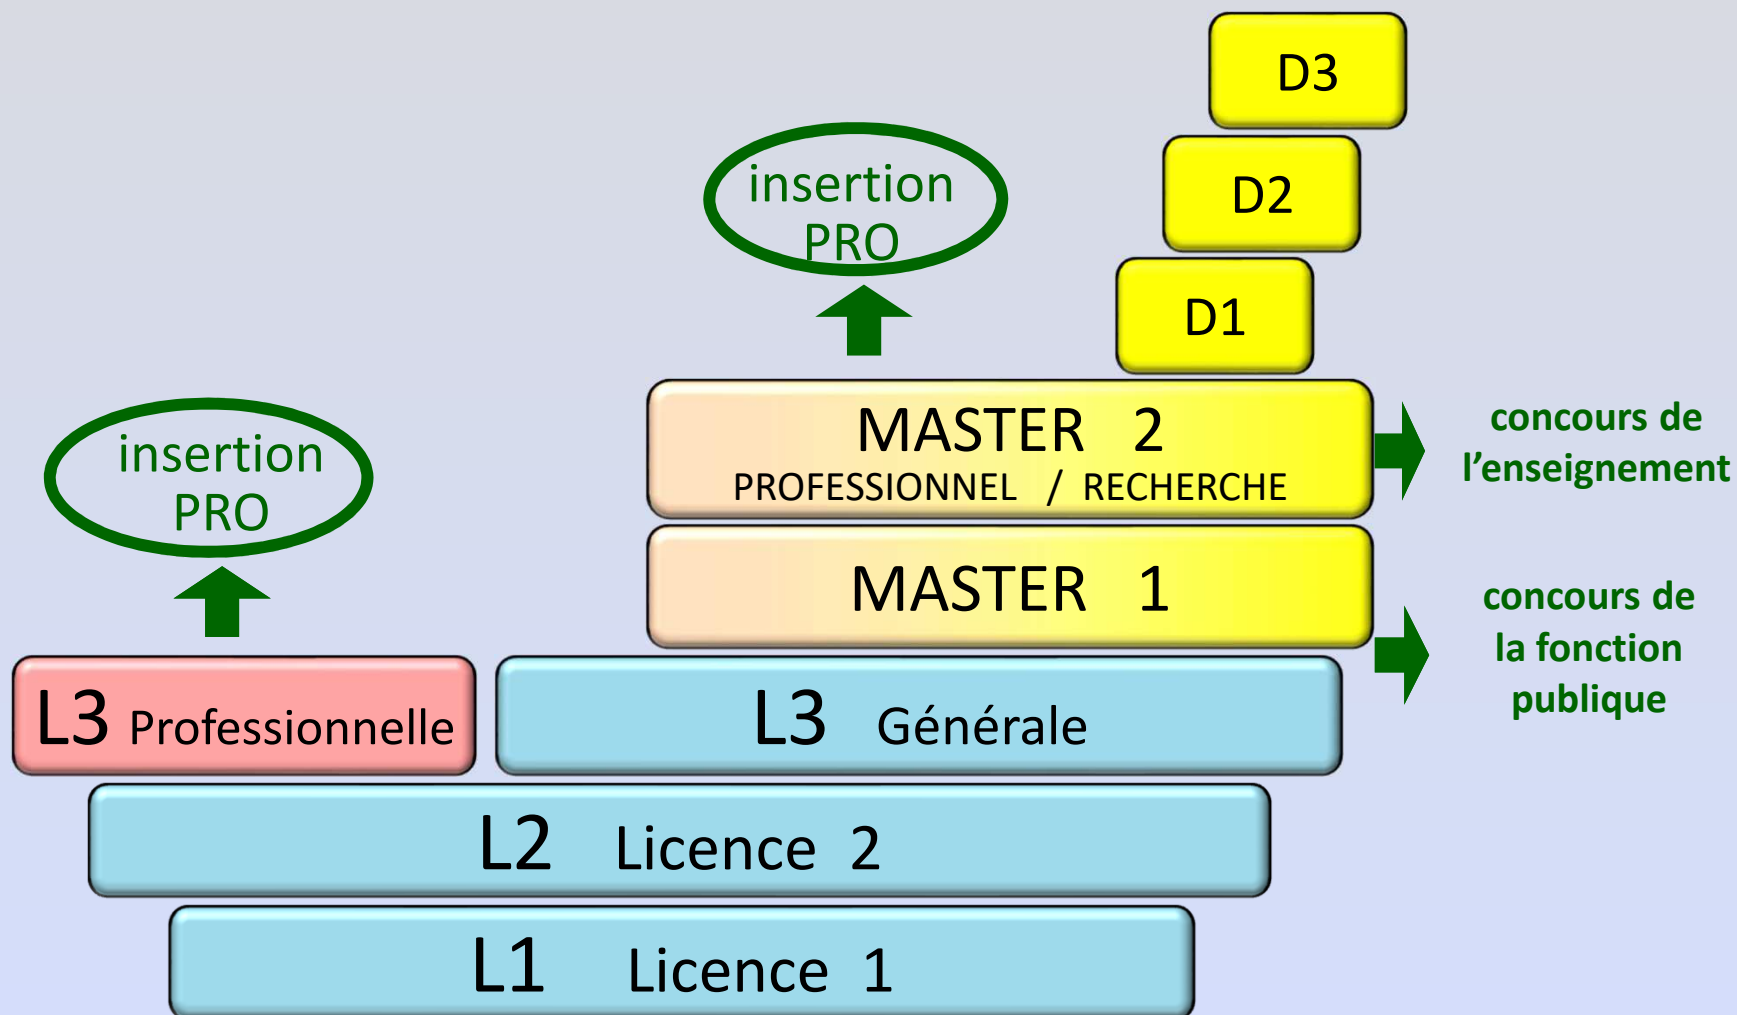 D3
insertion
PRO
D2
D1
MASTER 2
PROFESSIONNEL / RECHERCHE
concours de
l'enseignement
insertion
PRO
MASTER 1
concours de
la fonction
publique
L3 Professionnelle
L3 Générale
L2 Licence 2
L1 Licence 1